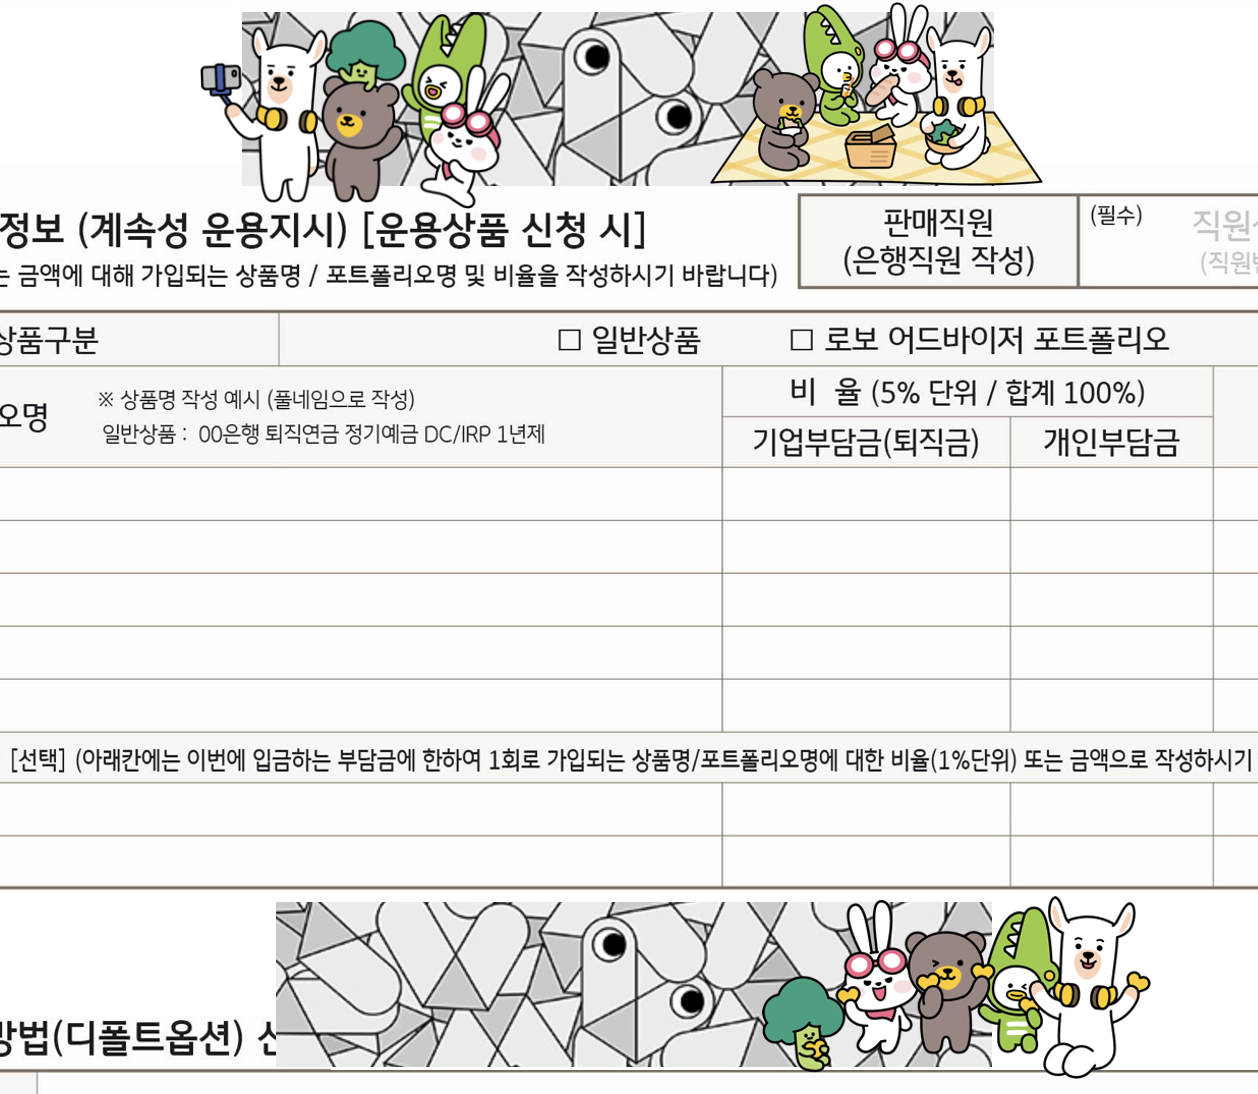 정보 (계속성 운용지시) [운용상품 신청 시]
는 금액에 대해 가입되는 상품명 / 포트폴리오명 및 비율을 작성하시기 바랍니다)
판매직원
(은행직원 작성)
(필수)
직원
(직원번
상품구분
□ 일반상품
□ 로보 어드바이저 포트폴리오
오명
※ 상품명 작성 예시 (풀네임으로 작성)
일반상품 : 00은행 퇴직연금 정기예금 DC/IRP 1년제
비 율 (5% 단위 / 합계 100%)
기업부담금(퇴직금)
개인부담금
[선택] (아래칸에는 이번에 입금하는 부담금에 한하여 1회로 가입되는 상품명/포트폴리오명에 대한 비율(1%단위) 또는 금액으로 작성하시기
방법(디폴트옵션)